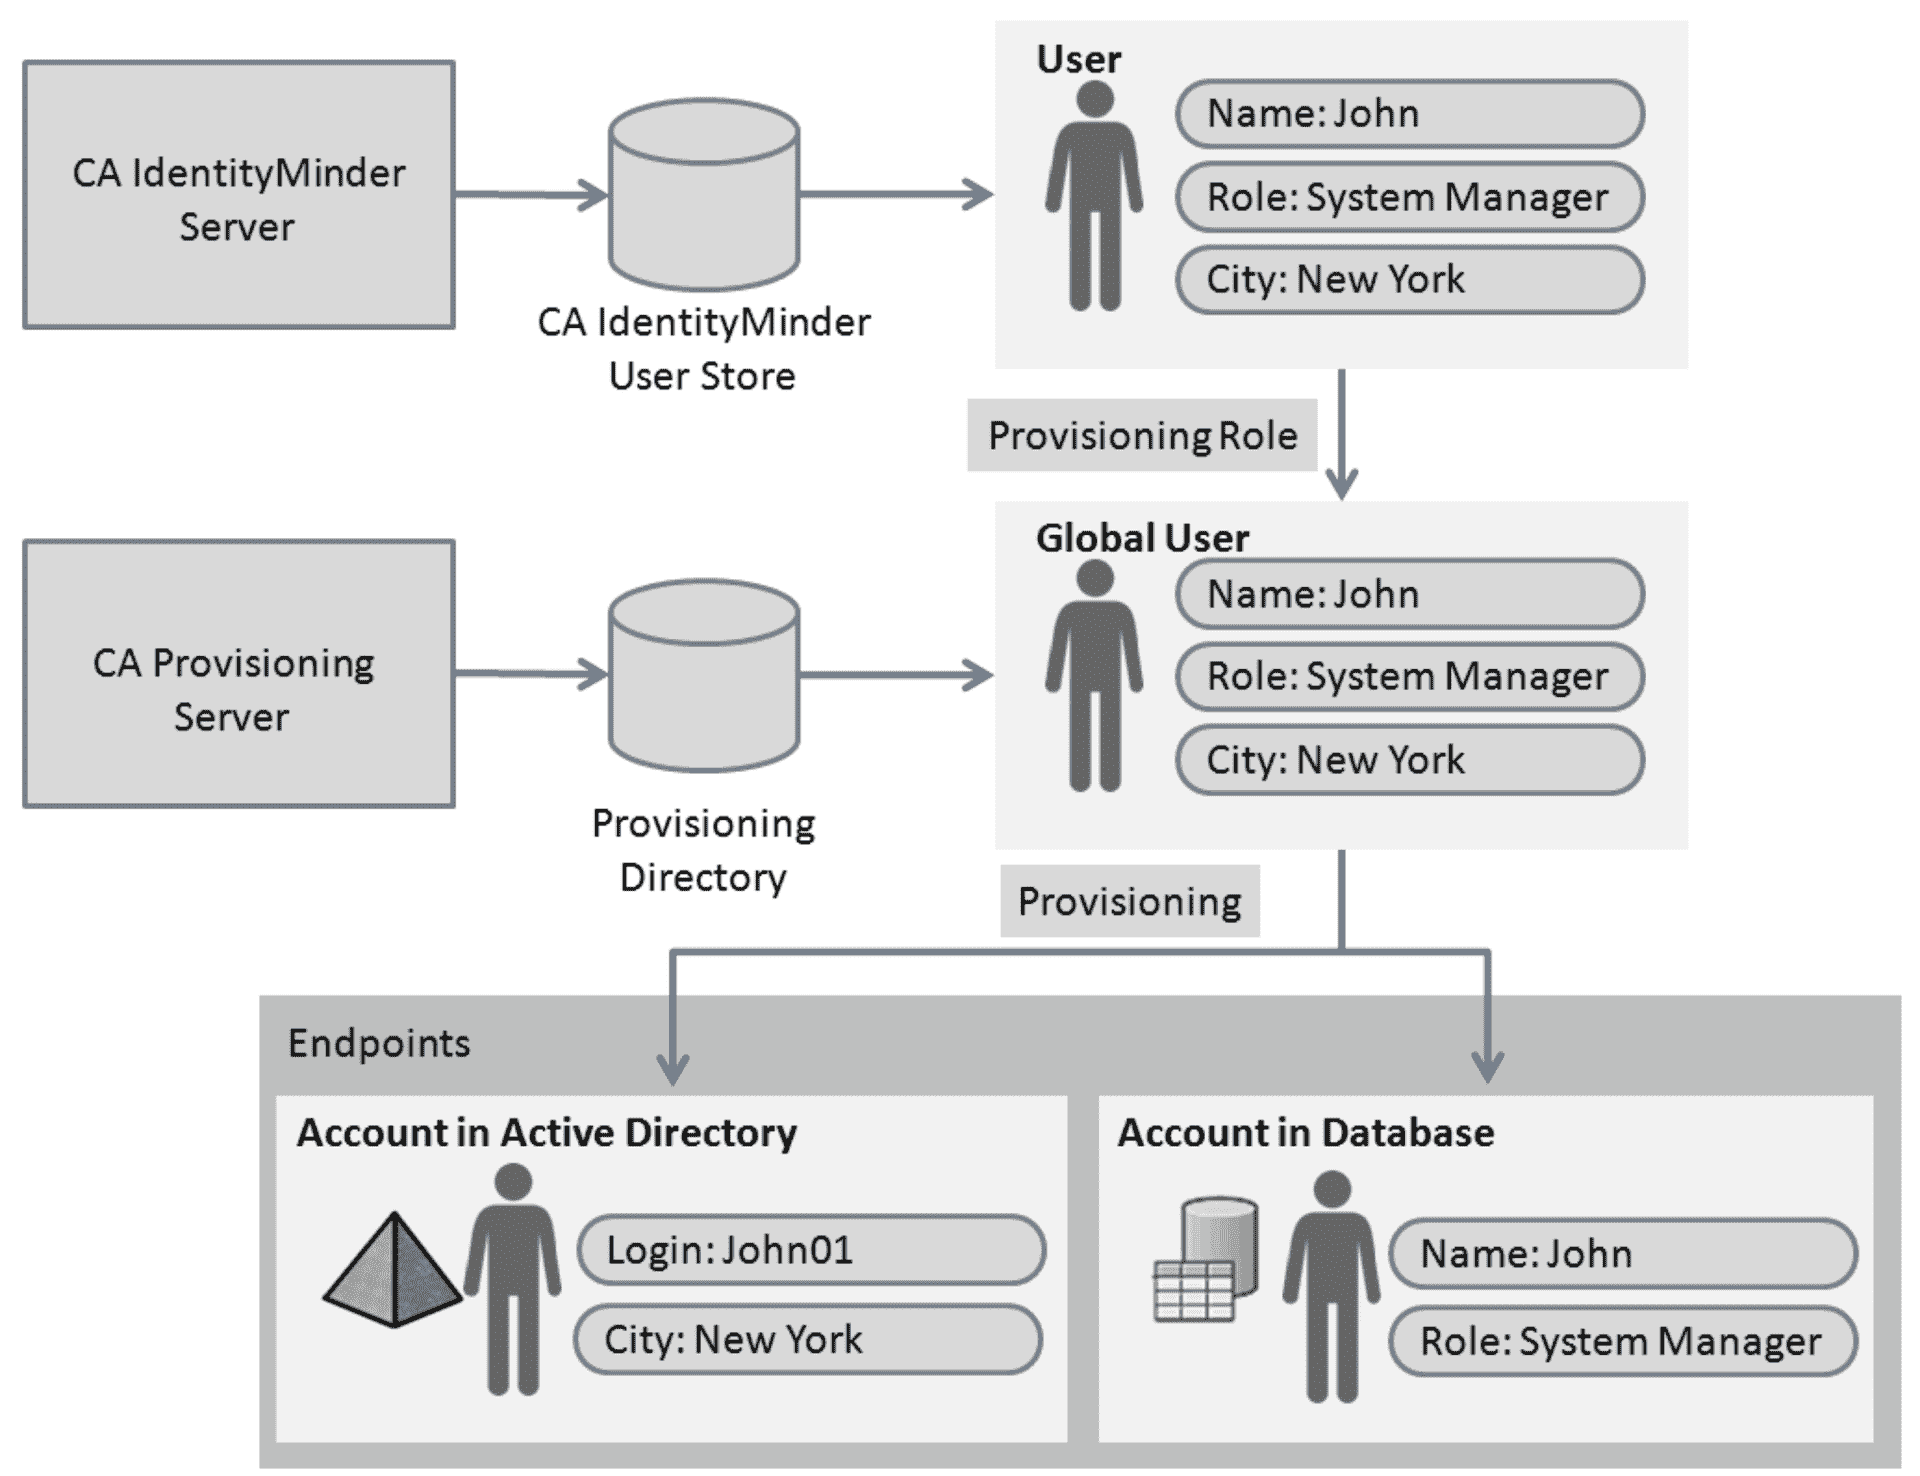 CA IdentityMinder
Server
CA IdentityMinder
User Store
User
Name: John
Role: System Manager
City: New York
Provisioning Role
CA Provisioning
Server
Provisioning
Directory
Global User
Name: John
Role: System Manager
City: New York
Provisioning
Endpoints
Account in Active Directory
Login: John01
City: New York
Account in Database
Name: John
Role: System Manager